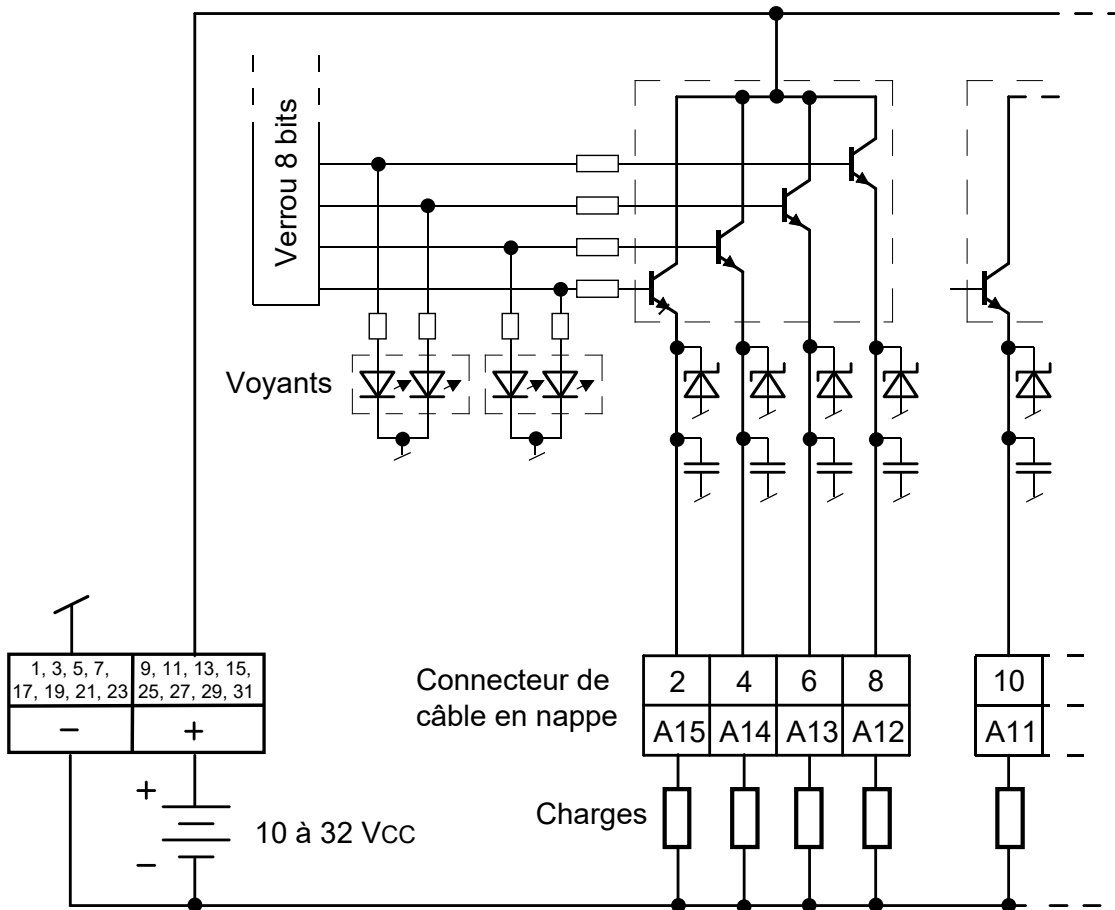 Verrou 8 bits
Voyants
1, 3, 5, 7,
17, 19, 21, 23
9, 11, 13, 15,
25, 27, 29, 31
–
+
Connecteur de
câble en nappe
2
4
6
8
10
A15
A14
A13
A12
A11
+
–
10 à 32 VCC
Charges